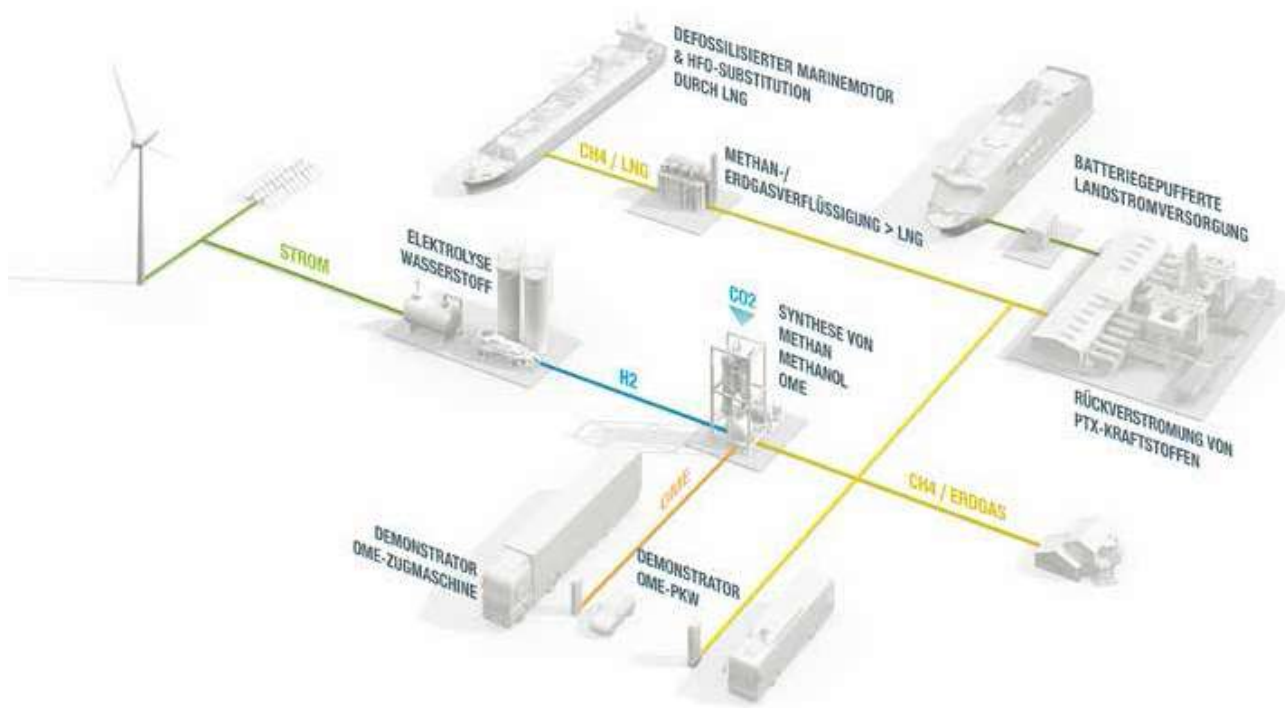 DEFOSSILISIERTER MARINEMOTOR
& HFO-SUBSTITUTION
DURCH LNG
CH4 / LNG
METHAN-/
ERDGASVERFLÜSSIGUNG > LNG
BATTERIEGEPUFFERTE
LANDSTROMVERSORGUNG
STROM
ELEKTROLYSE
WASSERSTOFF
CO2
SYNTHESE VON
METHAN
METHANOL
OME
H2
RÜCKVERSTROMUNG VON
PTX-KRAFTSTOFFEN
OME
CH4 / ERDGAS
DEMONSTRATOR
OME-ZUGMASCHINE
DEMONSTRATOR
OME-PKW